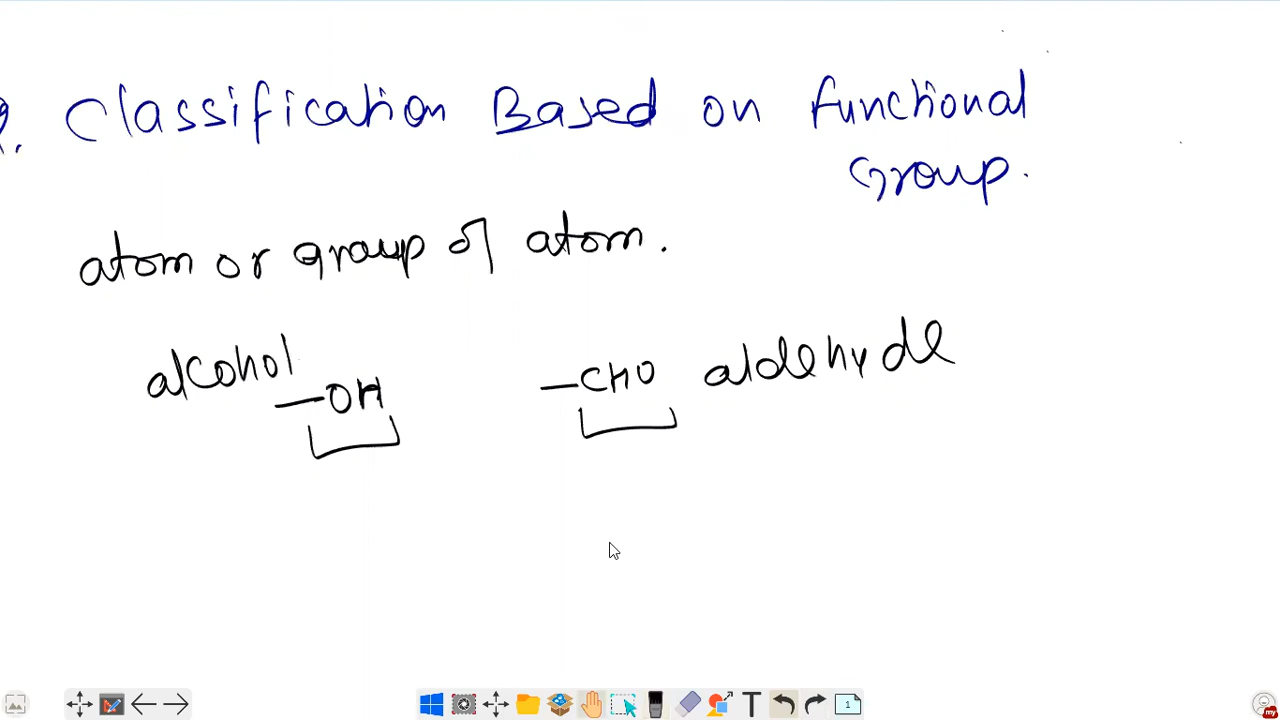 Classification Based on functional
Group.
atom or group of atom.
alcohol
—OH
—CHO aldehyde